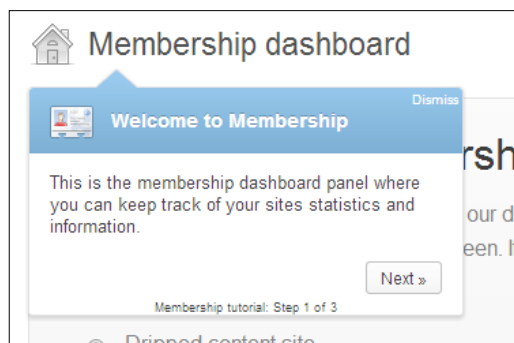 Membership dashboard
Dismiss
Welcome to Membership
This is the membership dashboard panel where
you can keep track of your sites statistics and
information.
Next »
Membership tutorial: Step 1 of 3
Dripped content site